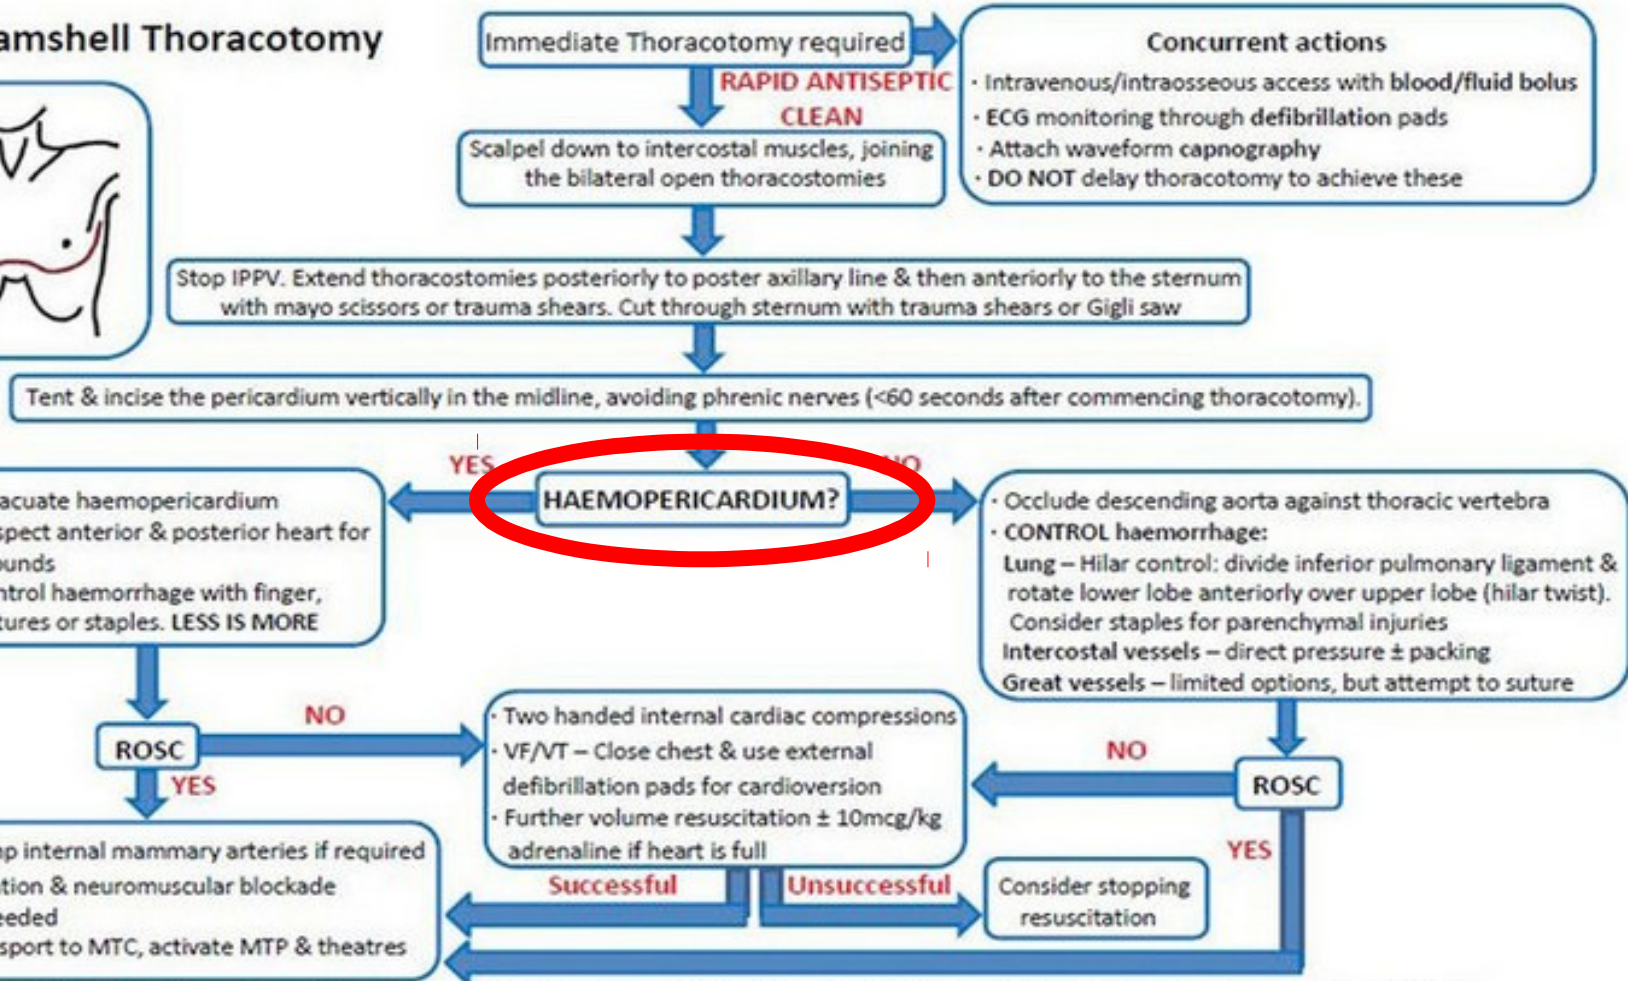 amshell Thoracotomy
Immediate Thoracotomy required
Concurrent actions
· Intravenous/intraosseous access with blood/fluid bolus
· ECG monitoring through defibrillation pads
· Attach waveform capnography
· DO NOT delay thoracotomy to achieve these
RAPID ANTISEPTIC
CLEAN
Scalpel down to intercostal muscles, joining
the bilateral open thoracostomies
Stop IPPV. Extend thoracostomies posteriorly to poster axillary line & then anteriorly to the sternum
with mayo scissors or trauma shears. Cut through sternum with trauma shears or Gigli saw
Tent & incise the pericardium vertically in the midline, avoiding phrenic nerves (<60 seconds after commencing thoracotomy).
YES
NO
HAEMOPERICARDIUM?
acuate haemopericardium
spect anterior & posterior heart for
ounds
ntrol haemorrhage with finger,
tures or staples. LESS IS MORE
· Occlude descending aorta against thoracic vertebra
· CONTROL haemorrhage:
Lung – Hilar control: divide inferior pulmonary ligament &
rotate lower lobe anteriorly over upper lobe (hilar twist).
Consider staples for parenchymal injuries
Intercostal vessels – direct pressure ± packing
Great vessels – limited options, but attempt to suture
ROSC
NO
YES
· Two handed internal cardiac compressions
· VF/VT – Close chest & use external
defibrillation pads for cardioversion
· Further volume resuscitation ± 10mcg/kg
adrenaline if heart is full
NO
ROSC
YES
Successful
Unsuccessful
Consider stopping
resuscitation
np internal mammary arteries if required
tion & neuromuscular blockade
eeded
sport to MTC, activate MTP & theatres